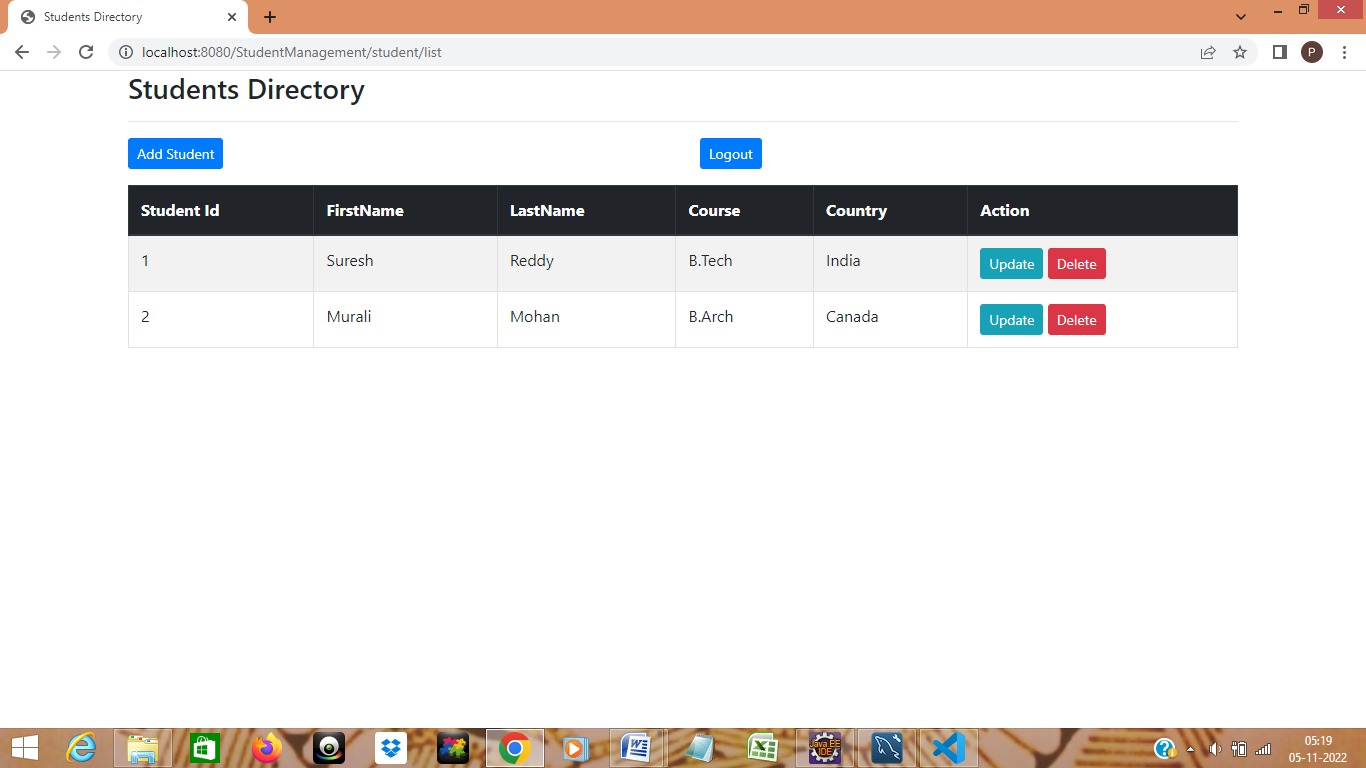 Students Directory
localhost:8080/StudentManagement/student/list
P
Students Directory
Add Student Logout
Student Id FirstName LastName Course Country Action
1 Suresh Reddy B.Tech India Update Delete
2 Murali Mohan B.Arch Canada Update Delete
Java EE
IDE
05:19
05-11-2022